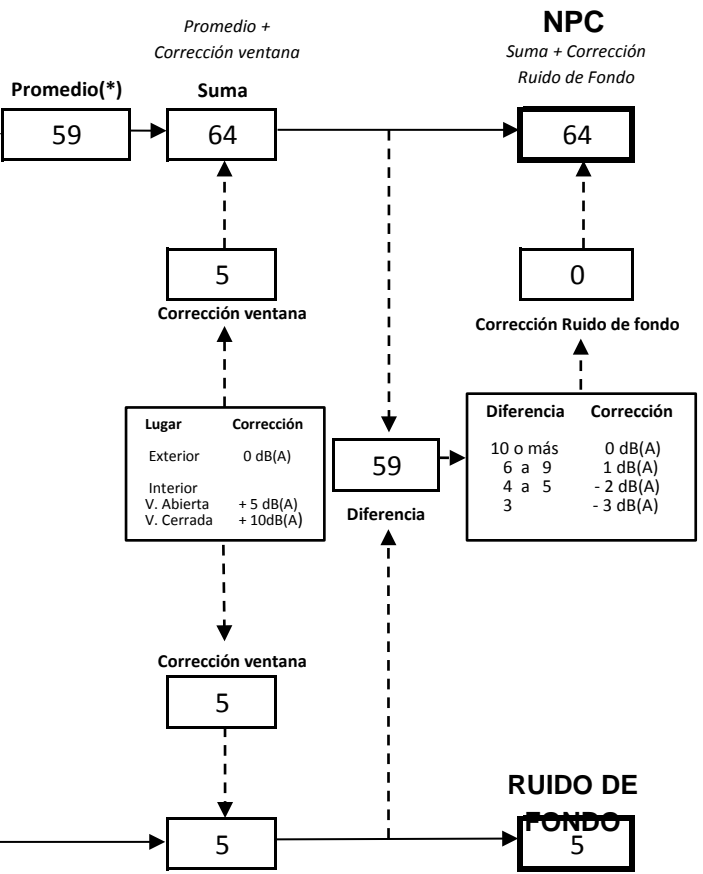 Promedio +
Corrección ventana
NPC
Suma + Corrección
Ruido de Fondo
Promedio(*)
Suma
59
64
64
5
0
Corrección ventana
Corrección Ruido de fondo
Lugar Corrección
Exterior 0 dB(A)
Interior
V. Abierta + 5 dB(A)
V. Cerrada + 10dB(A)
59
Diferencia
Diferencia Corrección
10 o más 0 dB(A)
6 a 9 1 dB(A)
4 a 5 - 2 dB(A)
3 - 3 dB(A)
Corrección ventana
5
RUIDO DE
FONDO
5
5